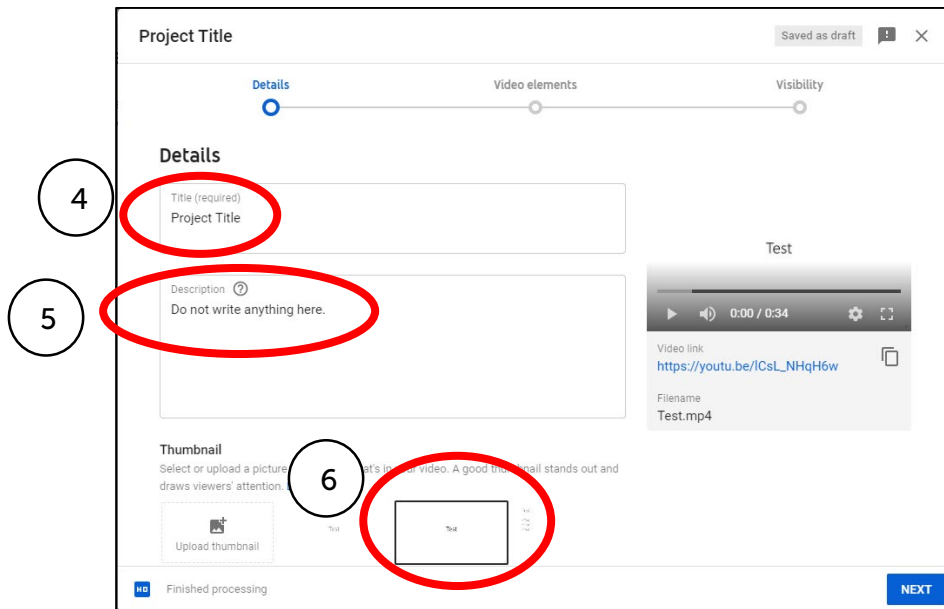 Project Title
Saved as draft
Details
Video elements
Visibility
Details
4
Title (required)
Project Title
5
Description
Do not write anything here.
Test
0:00 / 0:34
Video link
https://youtu.be/lCsL_NHqH6w
Filename
Test.mp4
Thumbnail
Select or upload a picture at's in your video. A good thumbnail stands out and
draws viewers' attention.
6
Upload thumbnail
Test
Test
HD
Finished processing
NEXT